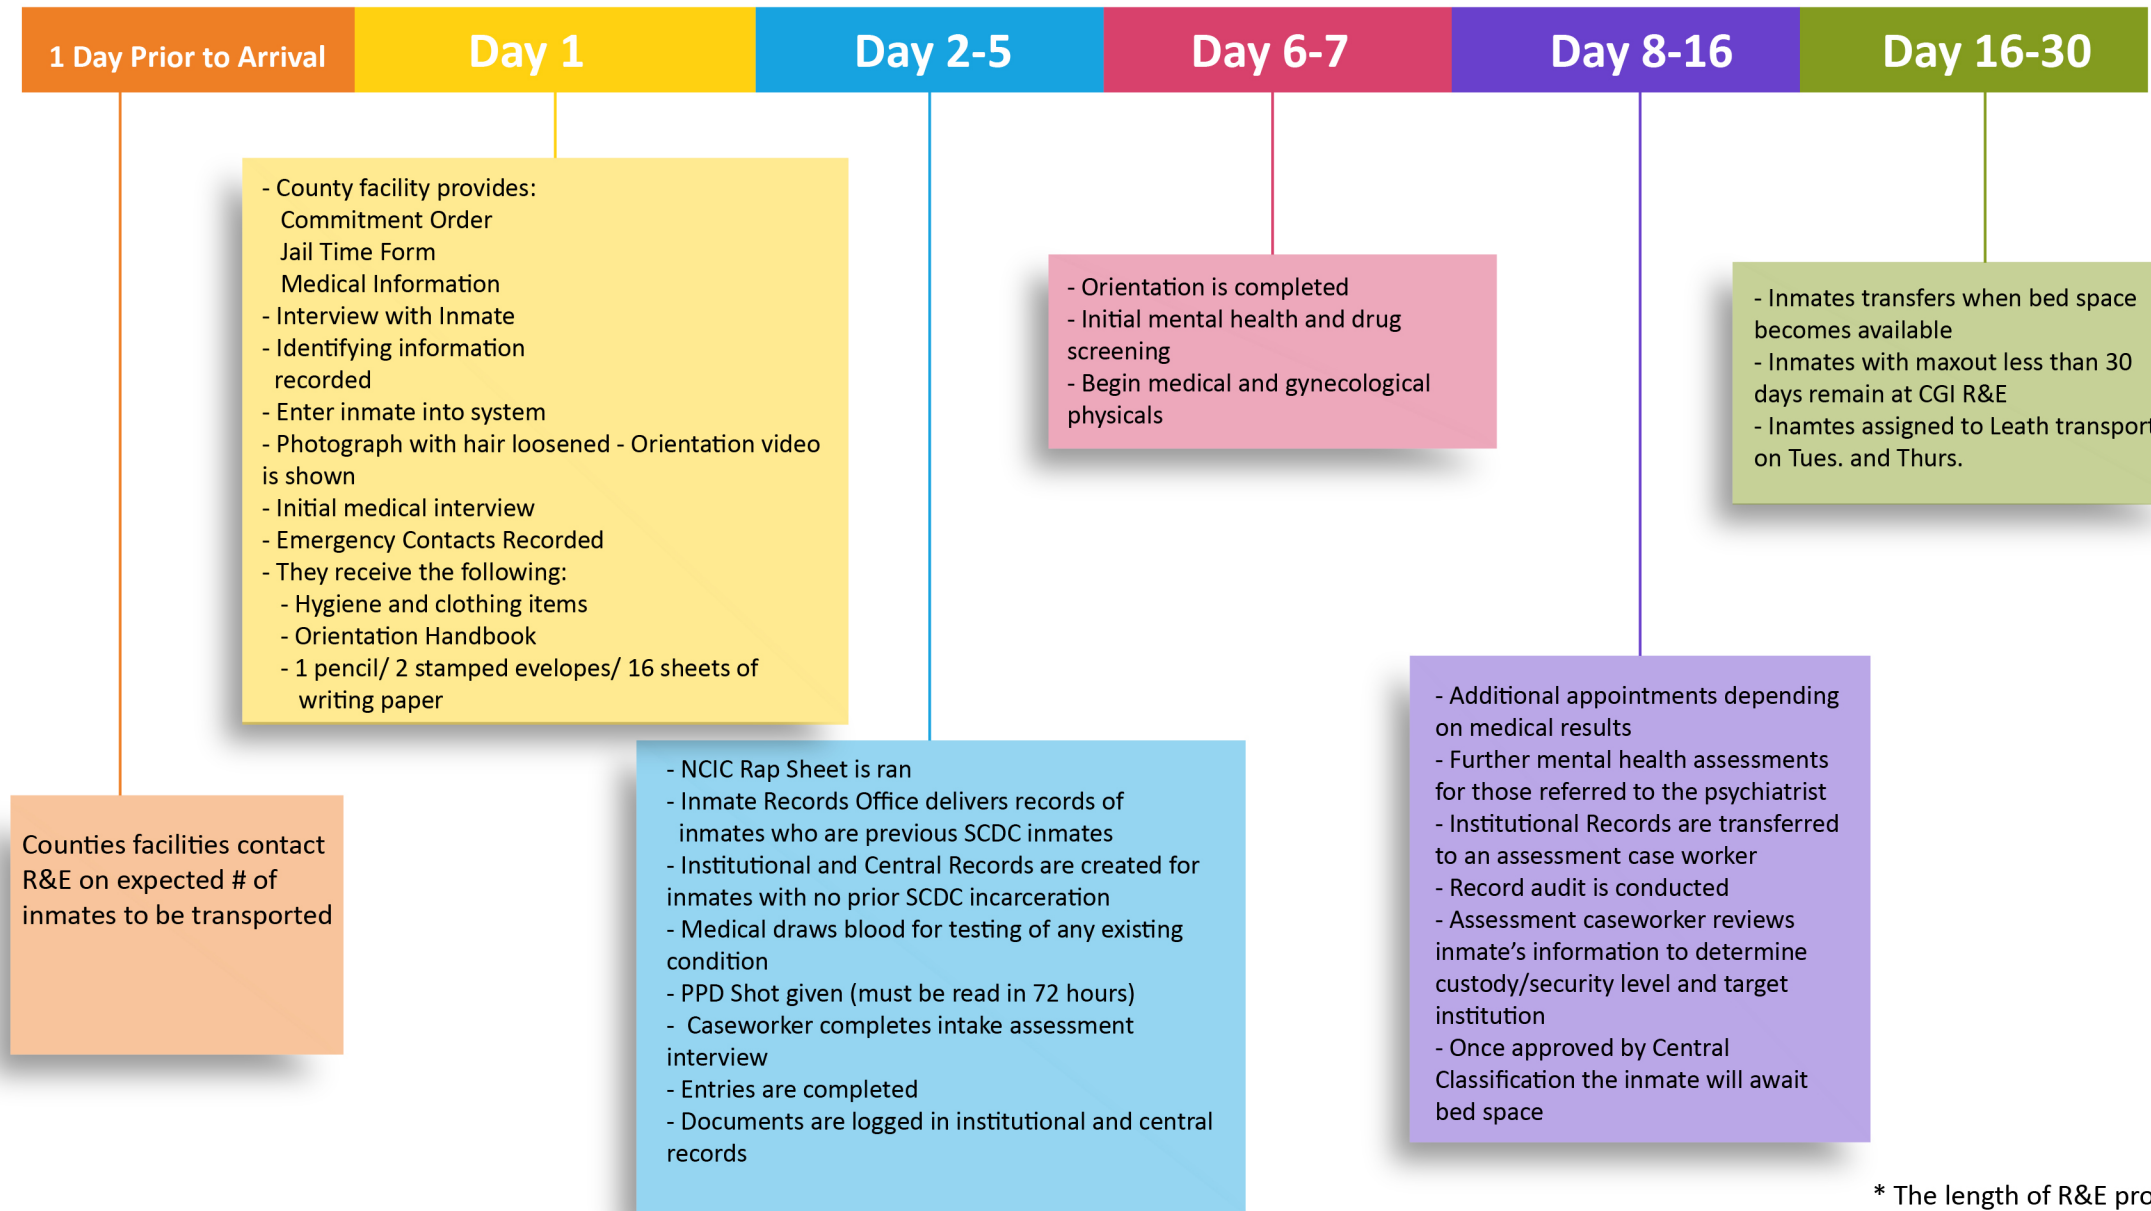 1 Day Prior to Arrival
Day 1
Day 2-5
Day 6-7
Day 8-16
Day 16-30
Counties facilities contact
R&E on expected # of
inmates to be transported
- County facility provides:
Commitment Order
Jail Time Form
Medical Information
- Interview with Inmate
- Identifying information
recorded
- Enter inmate into system
- Photograph with hair loosened - Orientation video
is shown
- Initial medical interview
- Emergency Contacts Recorded
- They receive the following:
- Hygiene and clothing items
- Orientation Handbook
- 1 pencil/ 2 stamped evelopes/ 16 sheets of
writing paper
- NCIC Rap Sheet is ran
- Inmate Records Office delivers records of
inmates who are previous SCDC inmates
- Institutional and Central Records are created for
inmates with no prior SCDC incarceration
- Medical draws blood for testing of any existing
condition
- PPD Shot given (must be read in 72 hours)
- Caseworker completes intake assessment
interview
- Entries are completed
- Documents are logged in institutional and central
records
- Orientation is completed
- Initial mental health and drug
screening
- Begin medical and gynecological
physicals
- Additional appointments depending
on medical results
- Further mental health assessments
for those referred to the psychiatrist
- Institutional Records are transferred
to an assessment case worker
- Record audit is conducted
- Assessment caseworker reviews
inmate’s information to determine
custody/security level and target
institution
- Once approved by Central
Classification the inmate will await
bed space
- Inmates transfers when bed space
becomes available
- Inmates with maxout less than 30
days remain at CGI R&E
- Inamtes assigned to Leath transport
on Tues. and Thurs.
* The length of R&E pro